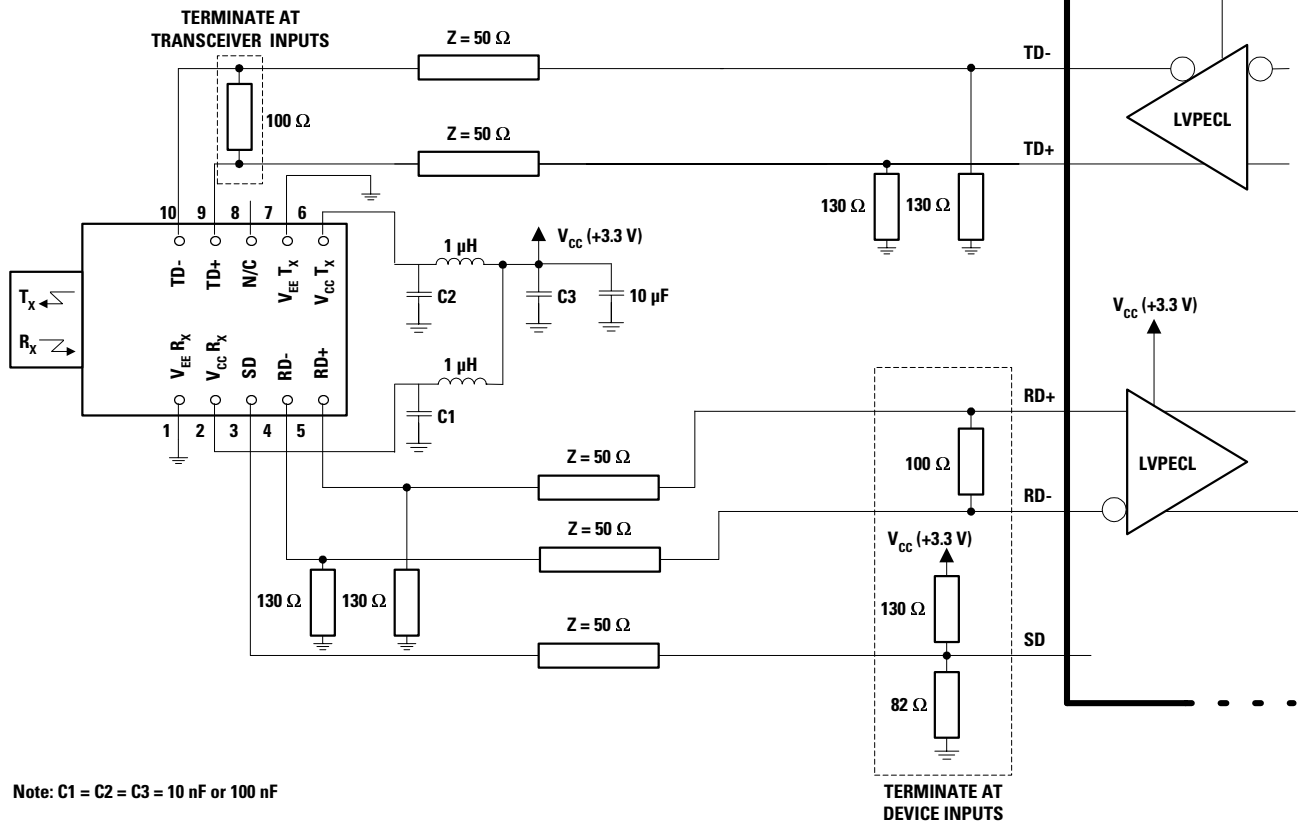 TERMINATE AT
TRANSCEIVER INPUTS
Z = 50 Ω
TD-
100 Ω
LVPECL
Z = 50 Ω
TD+
130 Ω 130 Ω
10 9 8 7 6
TD- TD+ N/C VEE TX VCC TX
VCC (+3.3 V)
1 µH
C2 C3 10 µF
TX
RX
VEE RX VCC RX SD RD- RD+
1 µH
C1
1 2 3 4 5
VCC (+3.3 V)
RD+
Z = 50 Ω
100 Ω
LVPECL
RD-
Z = 50 Ω
VCC (+3.3 V)
130 Ω 130 Ω
130 Ω
Z = 50 Ω
SD
82 Ω
Note: C1 = C2 = C3 = 10 nF or 100 nF
TERMINATE AT
DEVICE INPUTS